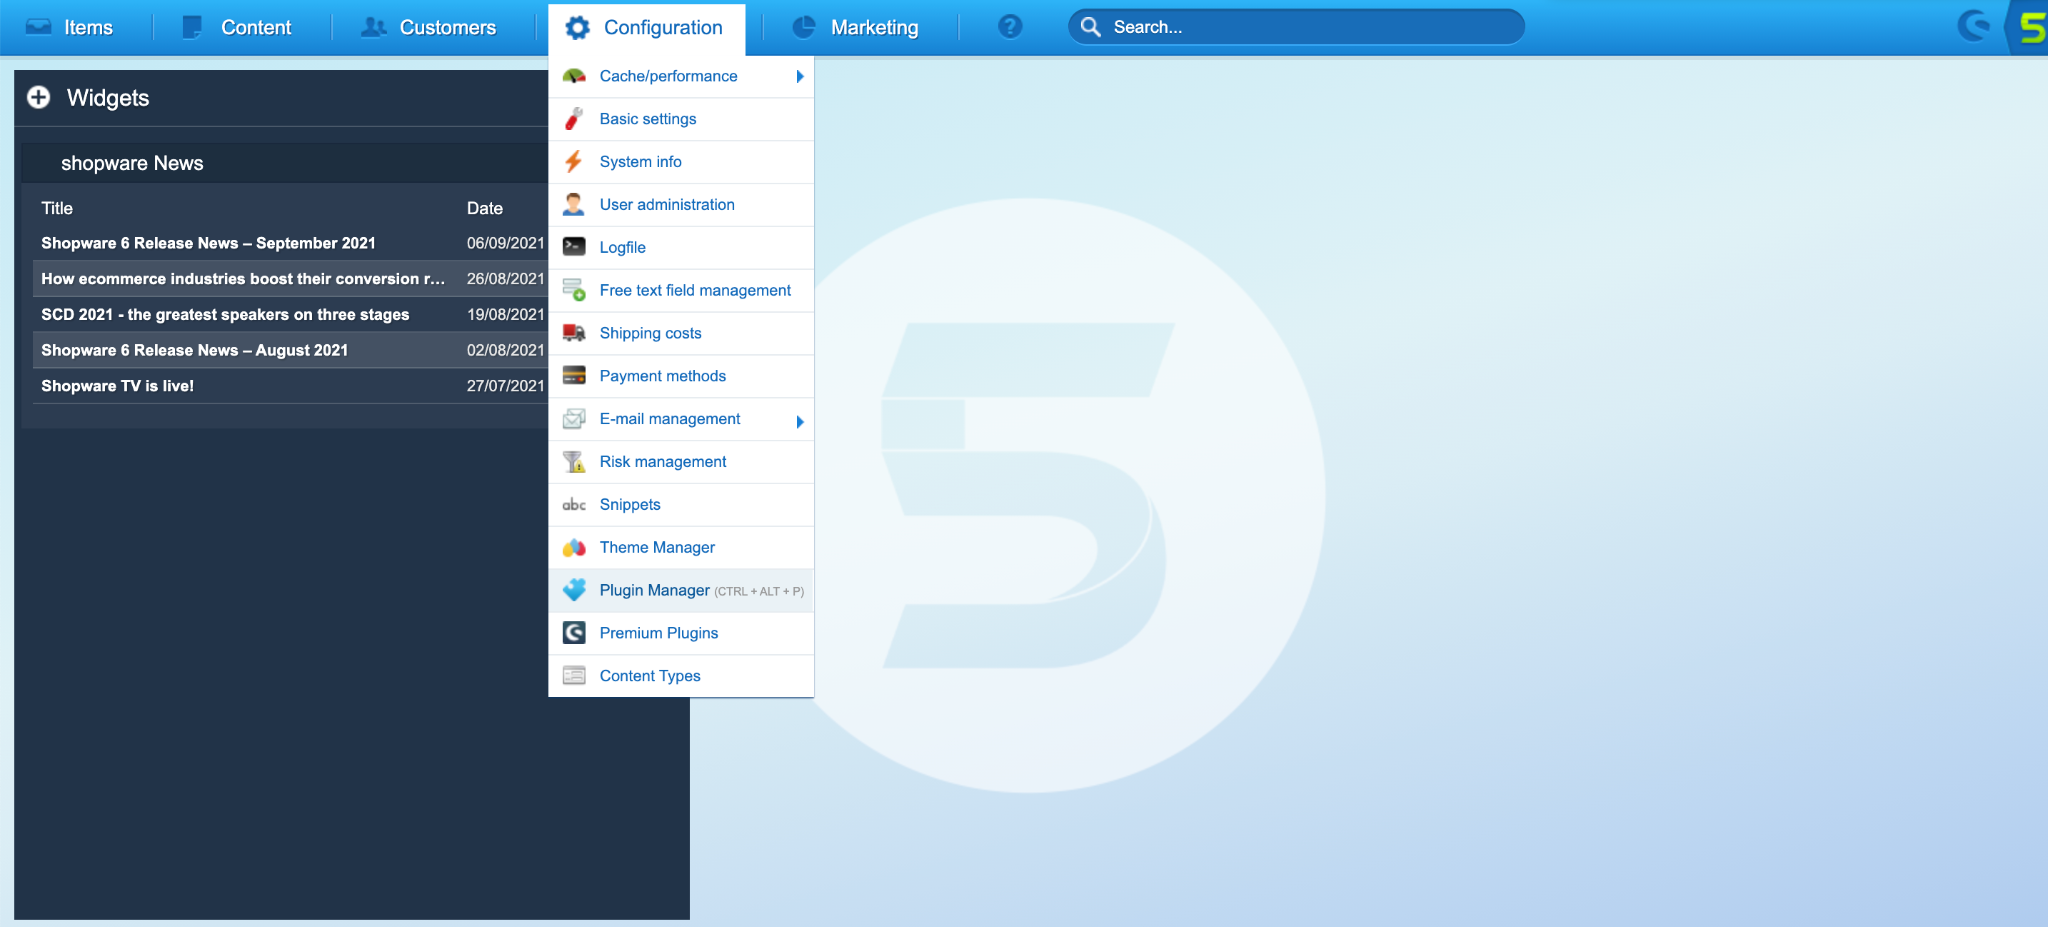 Items
Content
Customers
Configuration
Marketing
?
Search...
5
Widgets
shopware News
Title Date
Shopware 6 Release News – September 2021 06/09/2021
How ecommerce industries boost their conversion r... 26/08/2021
SCD 2021 - the greatest speakers on three stages 19/08/2021
Shopware 6 Release News – August 2021 02/08/2021
Shopware TV is live! 27/07/2021
Cache/performance
Basic settings
System info
User administration
Logfile
Free text field management
Shipping costs
Payment methods
E-mail management
Risk management
abc Snippets
Theme Manager
Plugin Manager (CTRL + ALT + P)
Premium Plugins
Content Types
5